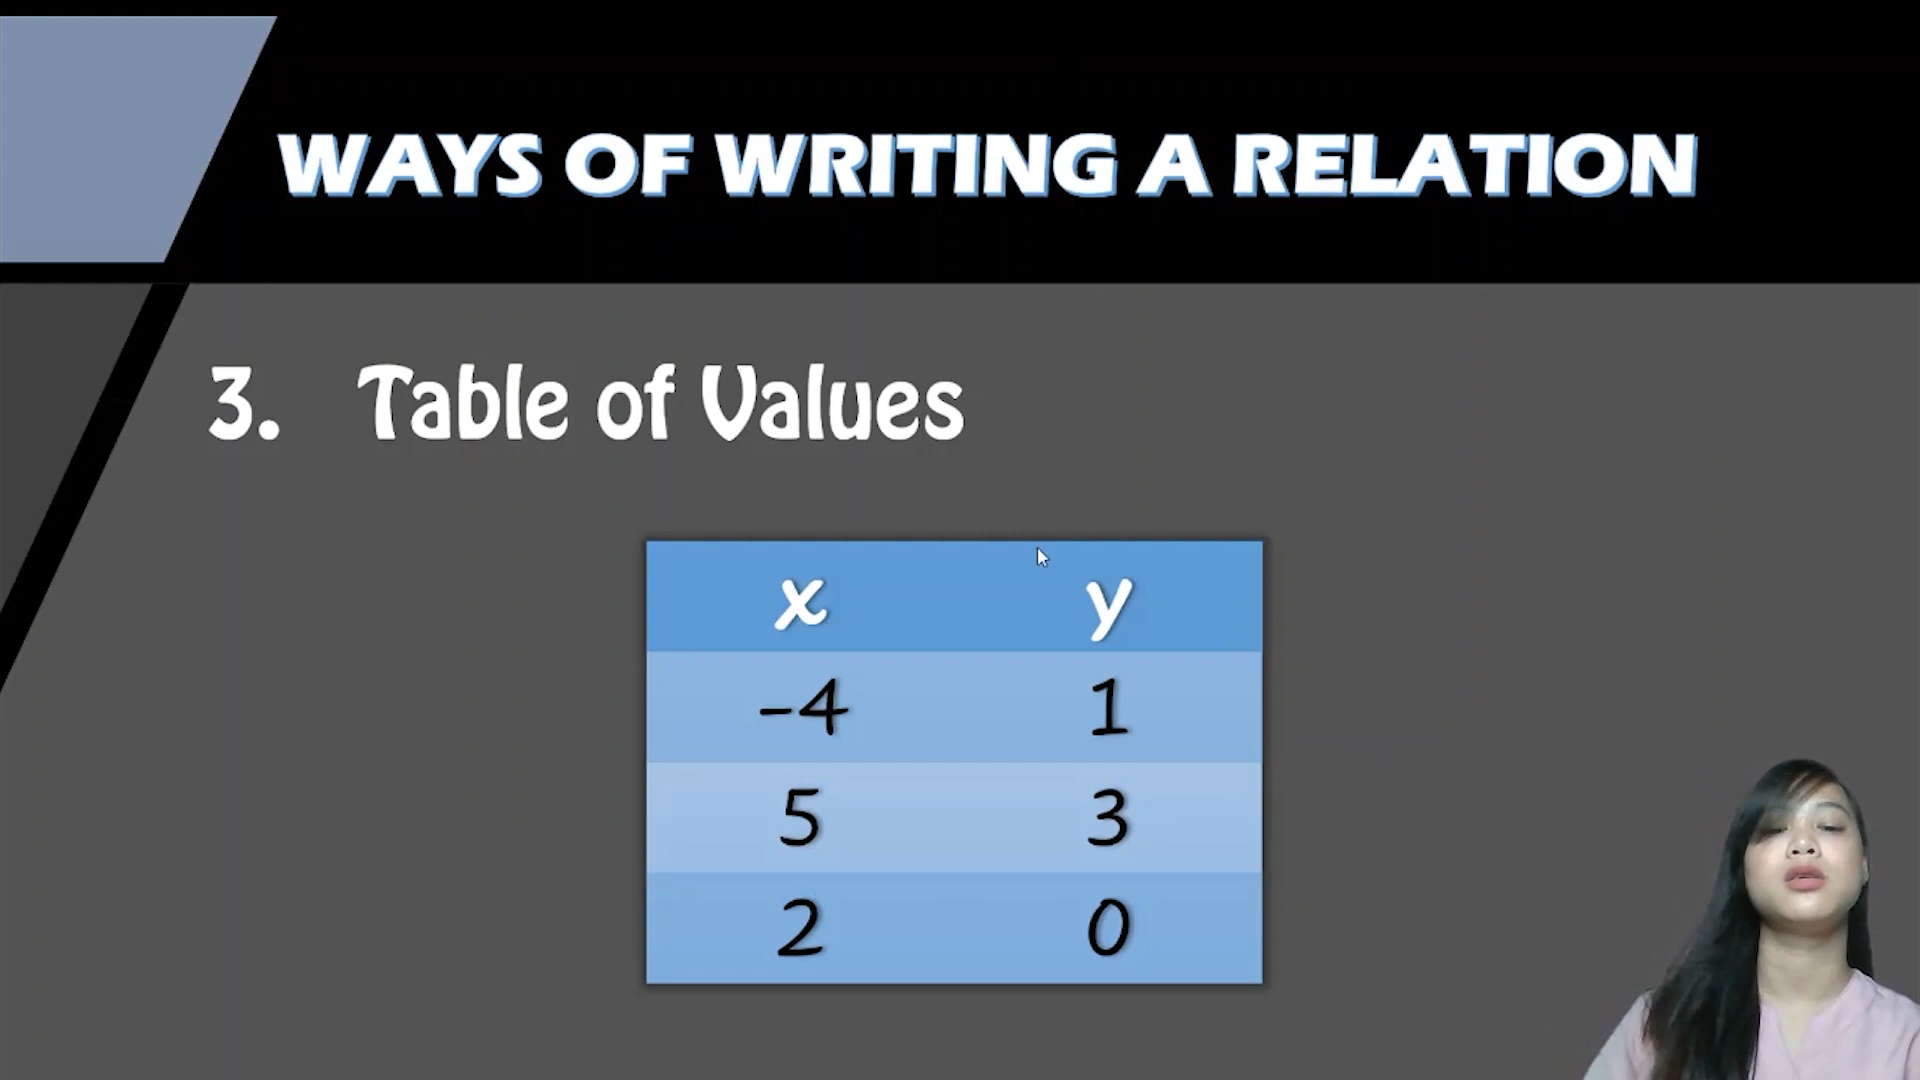 WAYS OF WRITING A RELATION
3. Table of Values
x y
-4 1
5 3
2 0